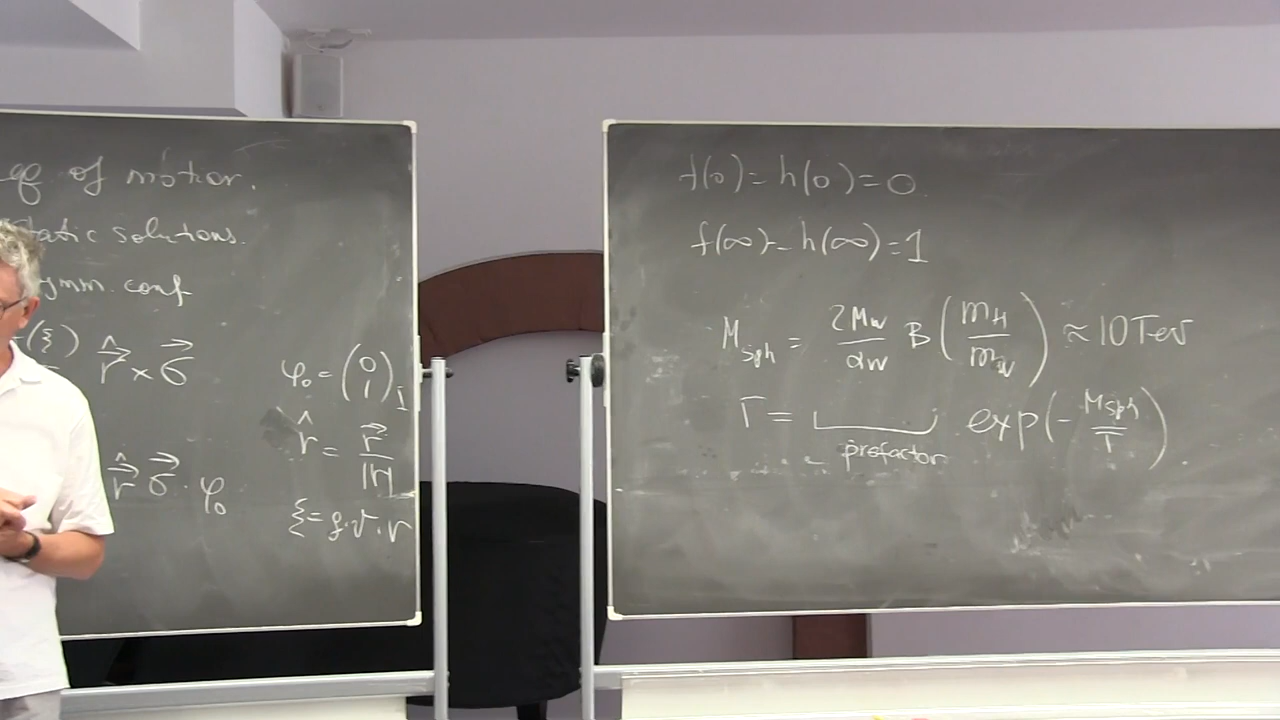 eq of motion.
static solutions.
symm. conf
(ξ) r̂ × σ⃗
φ₀ = (0 1)
r̂ = r⃗ / |r|
r̂ σ⃗ · φ₀
ξ = g · v · r
f(0) = h(0) = 0
f(∞) = h(∞) = 1
M_sph = 2M_W / α_W B (m_H / m_W) ≈ 10 TeV
Γ = exp(- M_sph / T)
prefactor